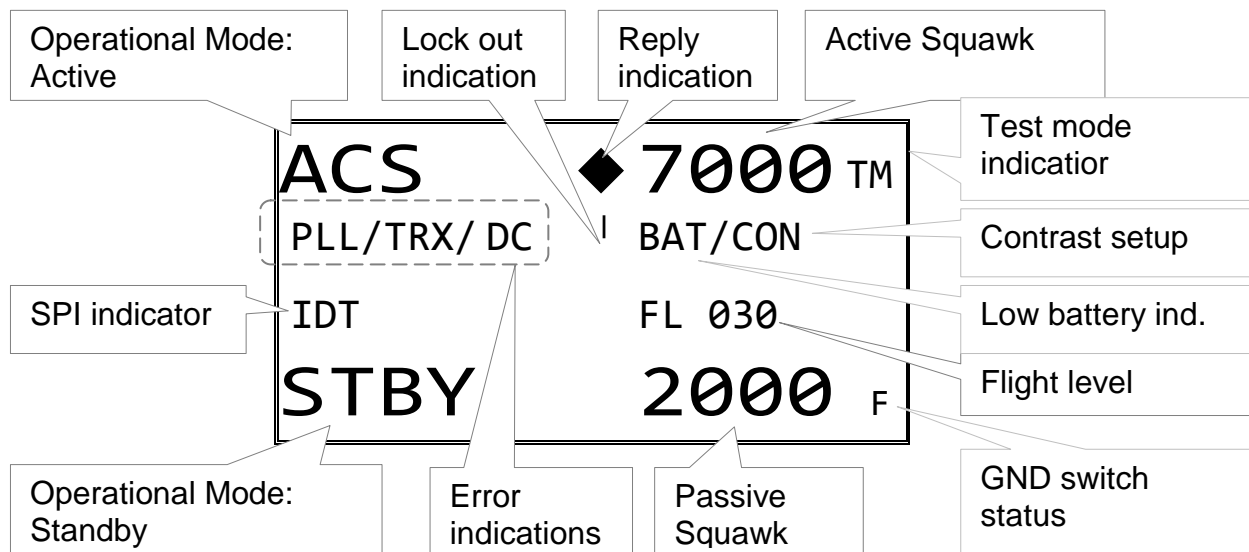 Operational Mode:
Active
Lock out
indication
Reply
indication
Active Squawk
Test mode
indicatior
ACS
◆ 7000 TM
PLL/TRX/ DC
BAT/CON
Contrast setup
SPI indicator
IDT
FL 030
Low battery ind.
Flight level
STBY
2000 F
Operational Mode:
Standby
Error
indications
Passive
Squawk
GND switch
status